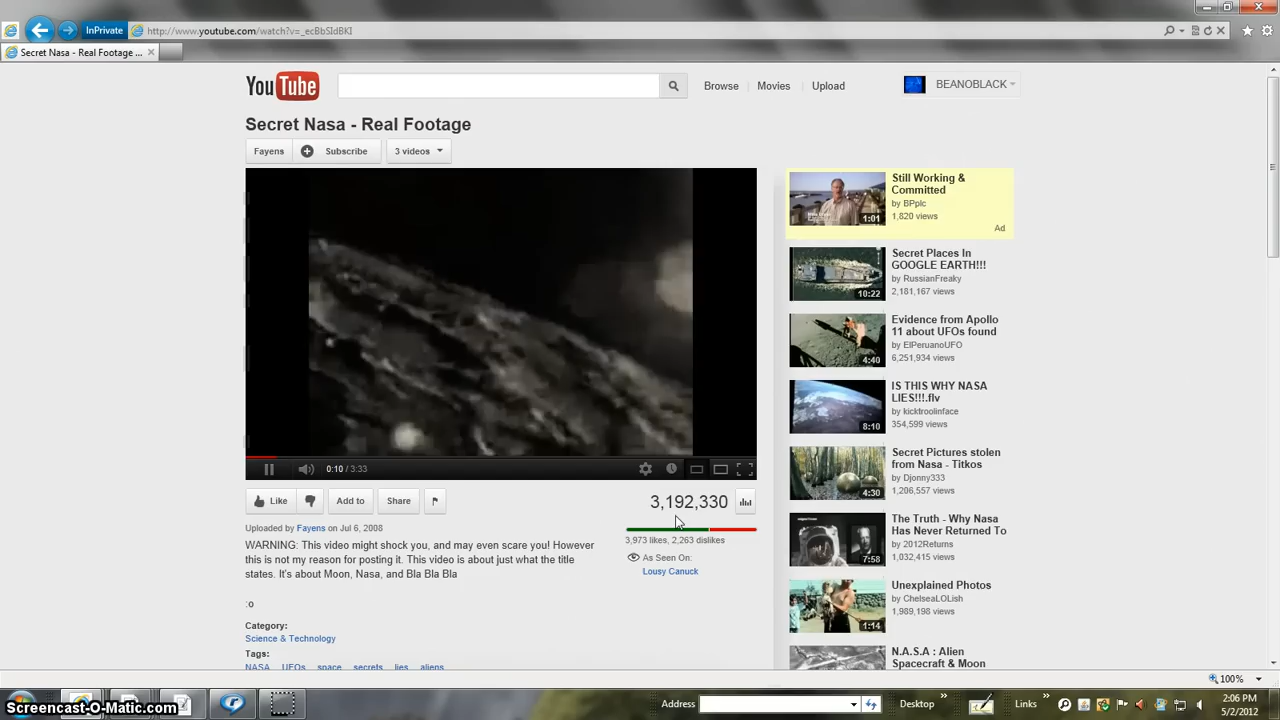 InPrivate
http://www.youtube.com/watch?v=_ecBbSIdBKI
Secret Nasa - Real Footage ...
YouTube
Browse
Movies
Upload
BEANOBLACK
Secret Nasa - Real Footage
Fayens
Subscribe
3 videos
0:10 / 3:33
Like
Add to
Share
3,192,330
Uploaded by Fayens on Jul 6, 2008
3,973 likes, 2,263 dislikes
WARNING: This video might shock you, and may even scare you! However
this is not my reason for posting it. This video is about just what the title
states. It's about Moon, Nasa, and Bla Bla Bla
:o
As Seen On:
Lousy Canuck
Category:
Science & Technology
Tags:
NASA UFOs space secrets lies aliens
Still Working &
Committed
by BPplc
1,820 views
Ad
1:01
Secret Places In
GOOGLE EARTH!!!
by RussianFreaky
2,181,167 views
10:22
Evidence from Apollo
11 about UFOs found
by ElPeruanoUFO
6,251,934 views
4:40
IS THIS WHY NASA
LIES!!!.flv
by kicktroolinface
354,599 views
8:10
Secret Pictures stolen
from Nasa - Titkos
by Djonny333
1,206,557 views
4:30
The Truth - Why Nasa
Has Never Returned To
by 2012Returns
1,032,415 views
7:58
Unexplained Photos
by ChelseaLOLish
1,989,198 views
1:14
N.A.S.A : Alien
Spacecraft & Moon
100%
Screencast-O-Matic.com
Address
Desktop
Links
2:06 PM
5/2/2012